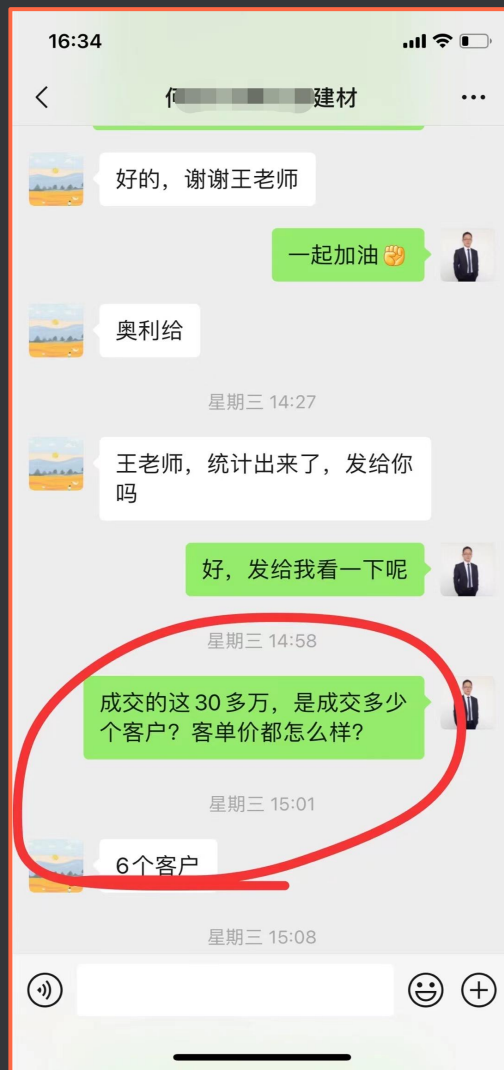 16:34
建材
好的，谢谢王老师
一起加油✊
奥利给
星期三 14:27
王老师，统计出来了，发给你
吗
好，发给我看一下呢
星期三 14:58
成交的这30多万，是成交多少
个客户？客单价都怎么样？
星期三 15:01
6个客户
星期三 15:08